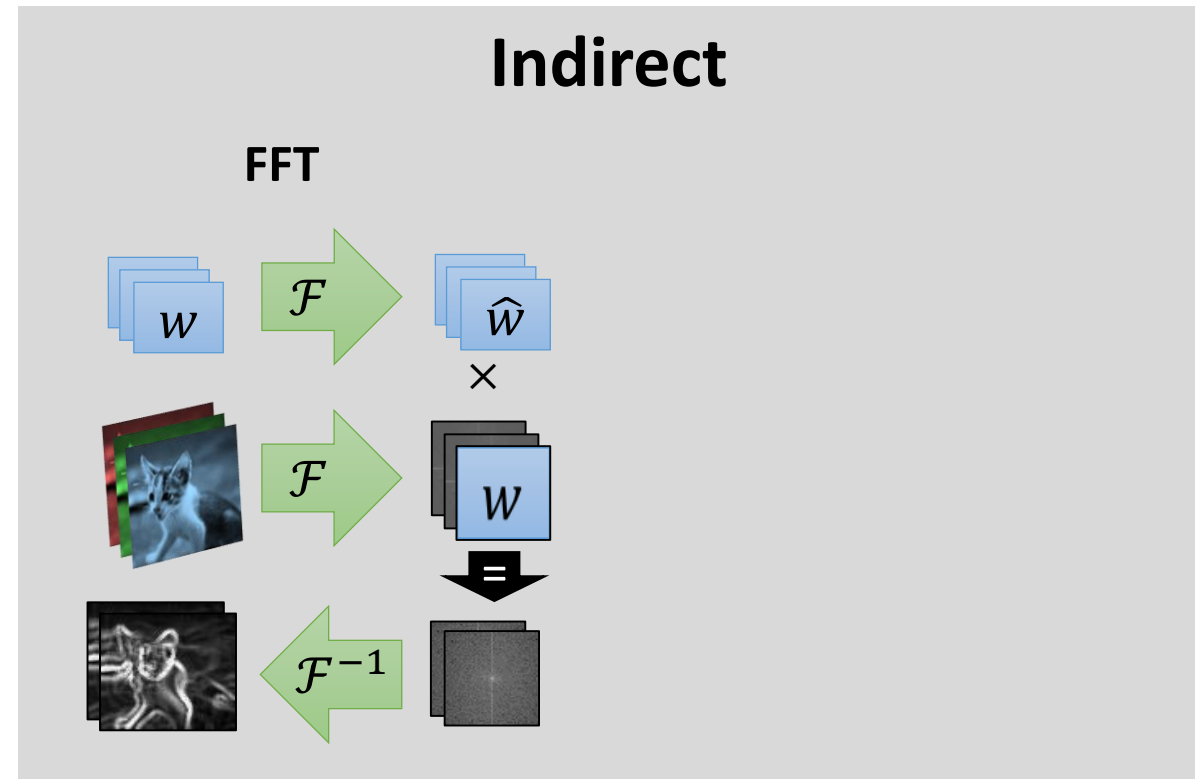 Indirect
FFT
w
ℱ
ŵ
×
ℱ
w
=
ℱ⁻¹